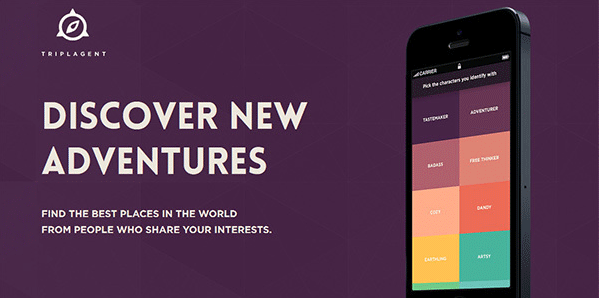 TRIPLAGENT
DISCOVER NEW
ADVENTURES
FIND THE BEST PLACES IN THE WORLD
FROM PEOPLE WHO SHARE YOUR INTERESTS.
CARRIER
Pick the characters you identify with
TASTEMAKER
ADVENTURER
BADASS
FREE THINKER
COZY
DANDY
EARTHLING
ARTSY